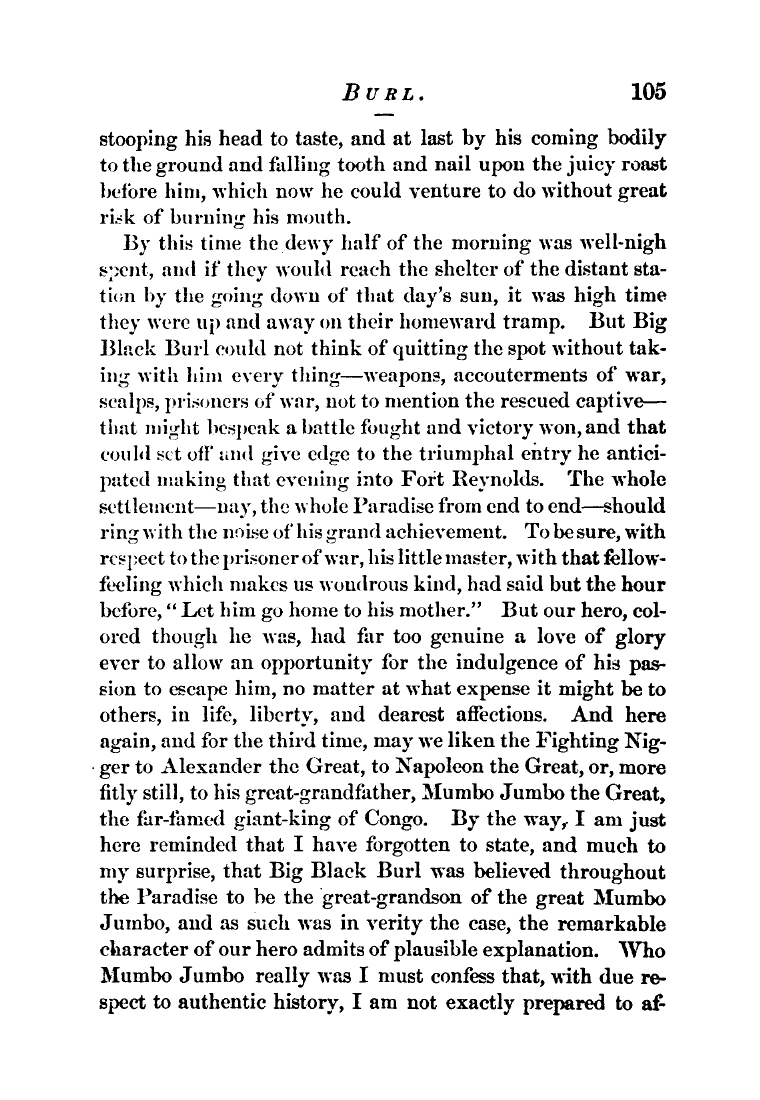 BURL. 105
stooping his head to taste, and at last by his coming bodily
to the ground and falling tooth and nail upon the juicy roast
before him, which now he could venture to do without great
risk of burning his mouth.
By this time the dewy half of the morning was well-nigh
spent, and if they would reach the shelter of the distant sta-
tion by the going down of that day's sun, it was high time
they were up and away on their homeward tramp. But Big
Black Burl could not think of quitting the spot without tak-
ing with him every thing—weapons, accouterments of war,
scalps, prisoners of war, not to mention the rescued captive—
that might bespeak a battle fought and victory won, and that
could set off and give edge to the triumphal entry he antici-
pated making that evening into Fort Reynolds. The whole
settlement—nay, the whole Paradise from end to end—should
ring with the noise of his grand achievement. To be sure, with
respect to the prisoner of war, his little master, with that fellow-
feeling which makes us wondrous kind, had said but the hour
before, "Let him go home to his mother." But our hero, col-
ored though he was, had far too genuine a love of glory
ever to allow an opportunity for the indulgence of his pas-
sion to escape him, no matter at what expense it might be to
others, in life, liberty, and dearest affections. And here
again, and for the third time, may we liken the Fighting Nig-
ger to Alexander the Great, to Napoleon the Great, or, more
fitly still, to his great-grandfather, Mumbo Jumbo the Great,
the far-famed giant-king of Congo. By the way, I am just
here reminded that I have forgotten to state, and much to
my surprise, that Big Black Burl was believed throughout
the Paradise to be the great-grandson of the great Mumbo
Jumbo, and as such was in verity the case, the remarkable
character of our hero admits of plausible explanation. Who
Mumbo Jumbo really was I must confess that, with due re-
spect to authentic history, I am not exactly prepared to af-